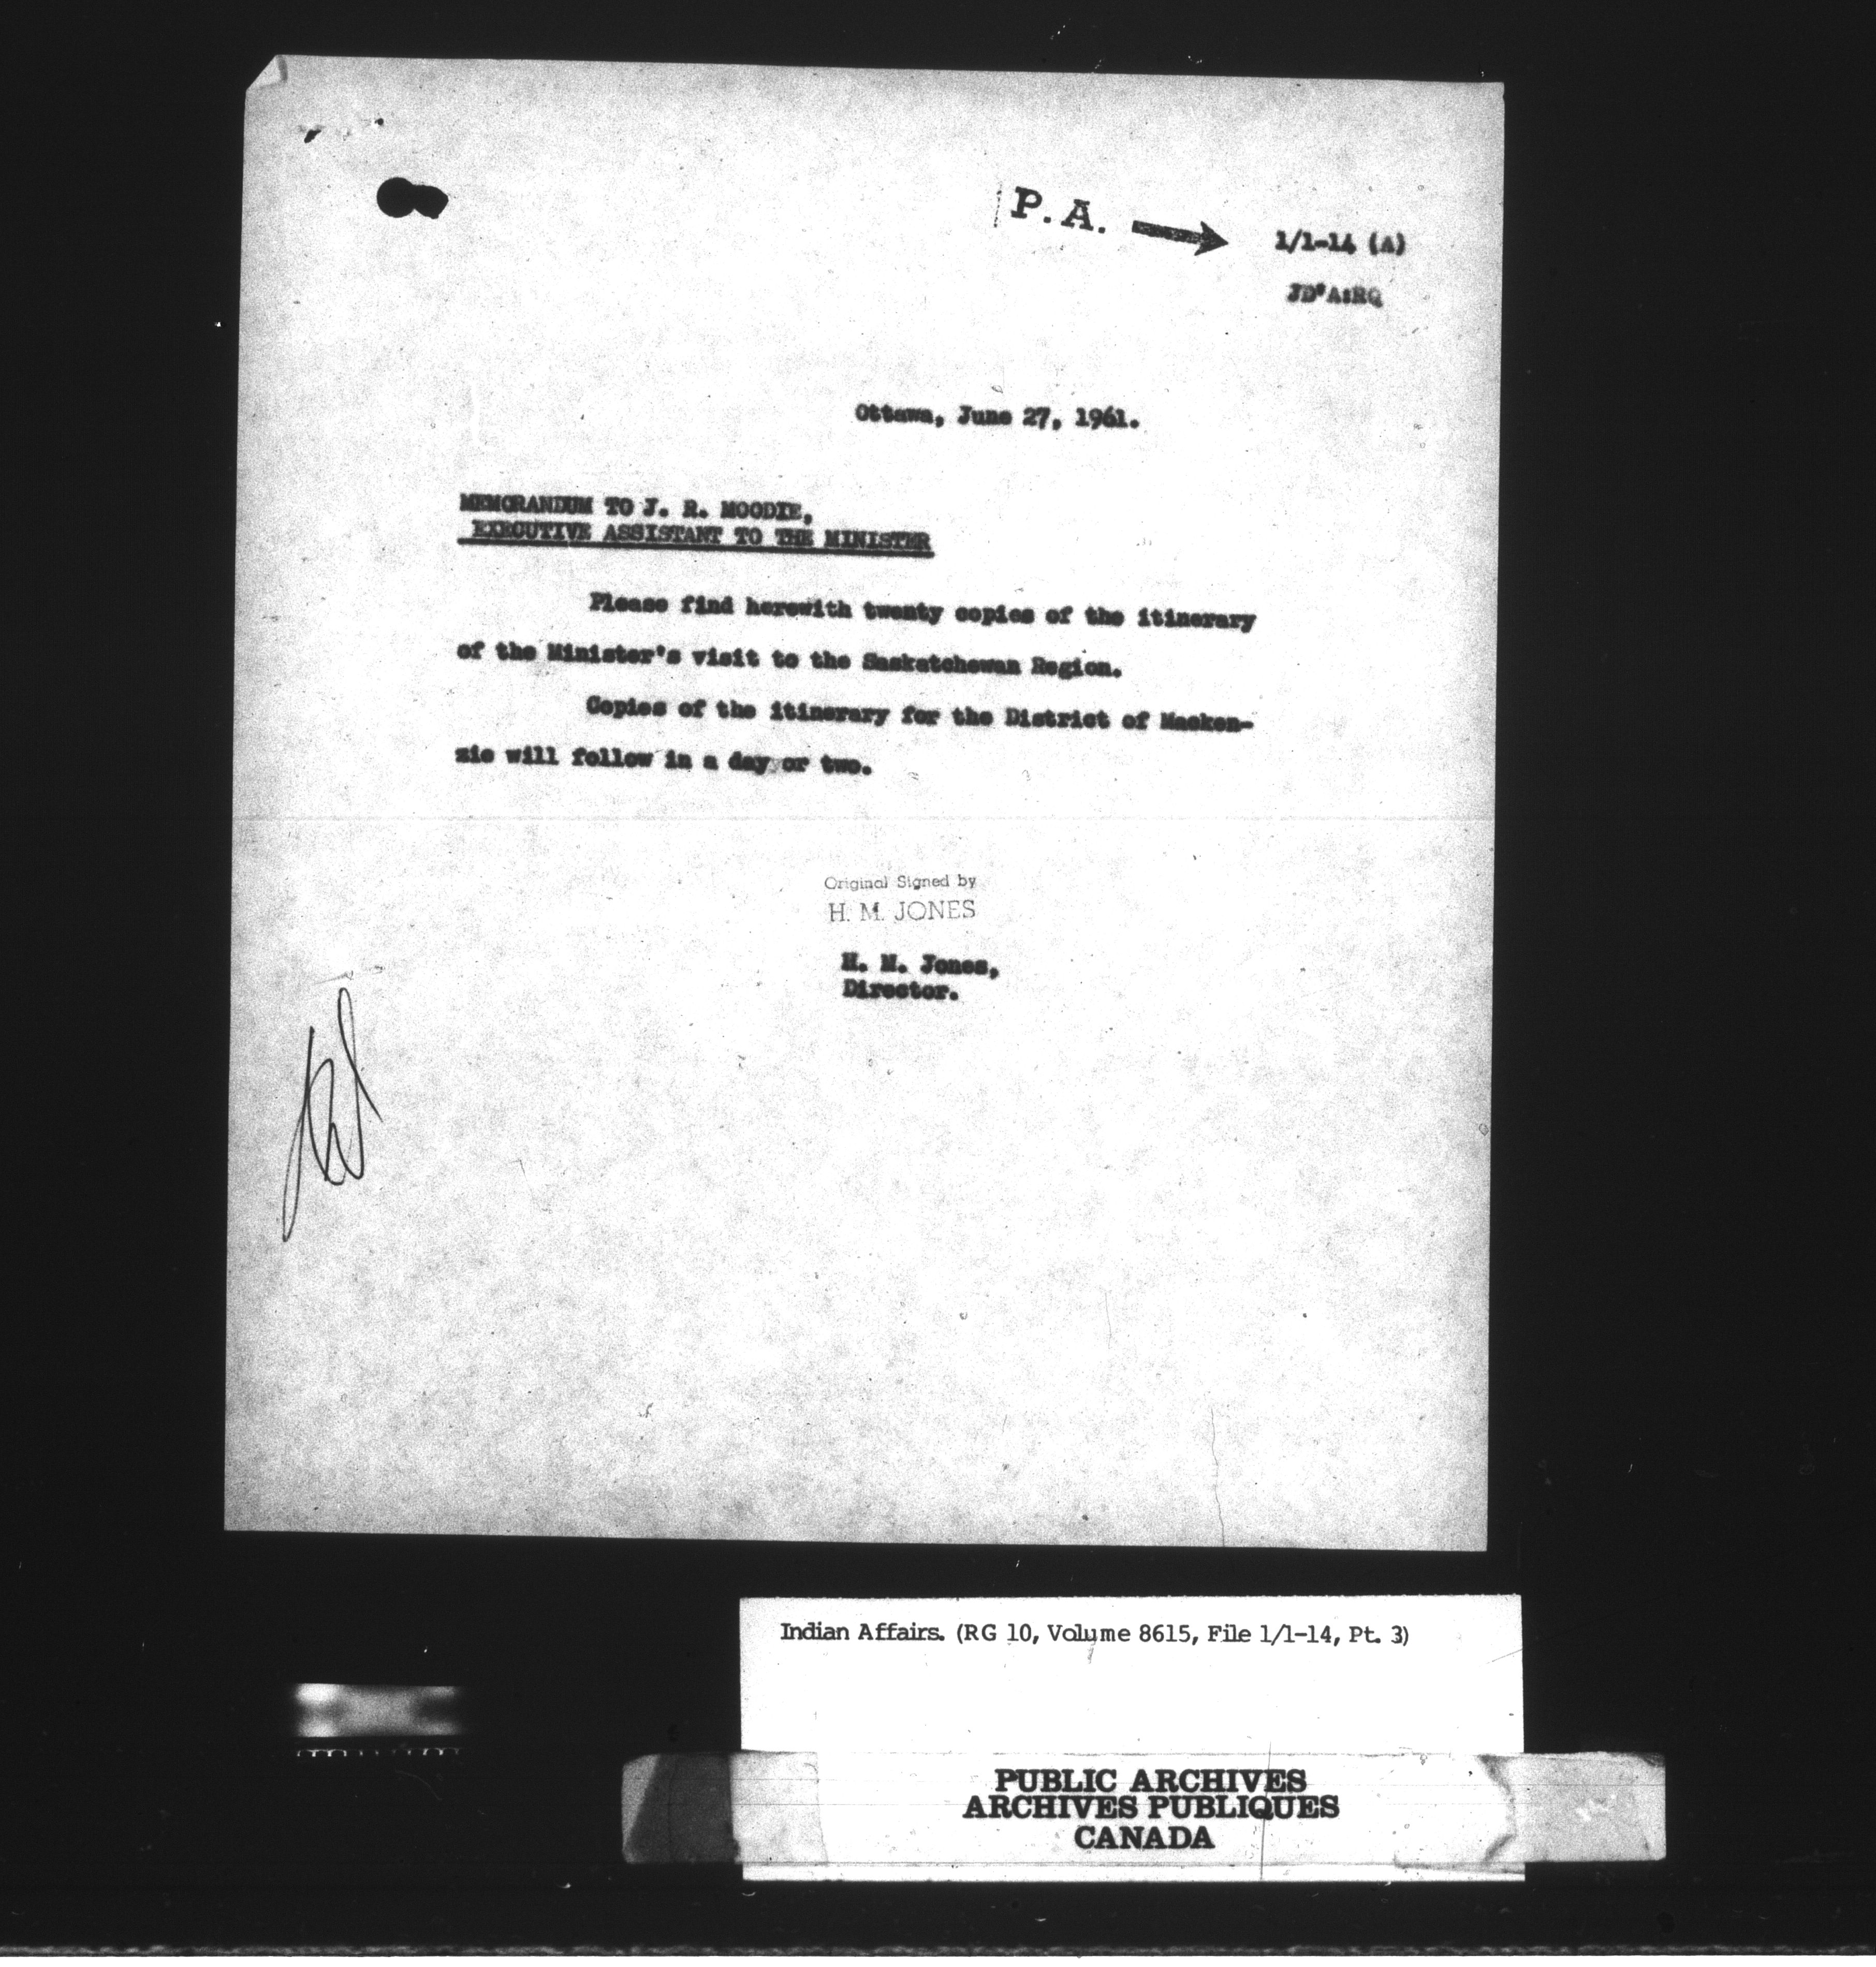 P.A.
1/1-14 (A)
JD'A:RQ
Ottawa, June 27, 1961.
MEMORANDUM TO J. R. MOODIE,
EXECUTIVE ASSISTANT TO THE MINISTER
Please find herewith twenty copies of the itinerary
of the Minister's visit to the Saskatchewan Region.
Copies of the itinerary for the District of Macken-
zie will follow in a day or two.
Original Signed by
H. M. JONES
H. M. Jones,
Director.
Indian Affairs. (RG 10, Volume 8615, File 1/1-14, Pt. 3)
PUBLIC ARCHIVES
ARCHIVES PUBLIQUES
CANADA